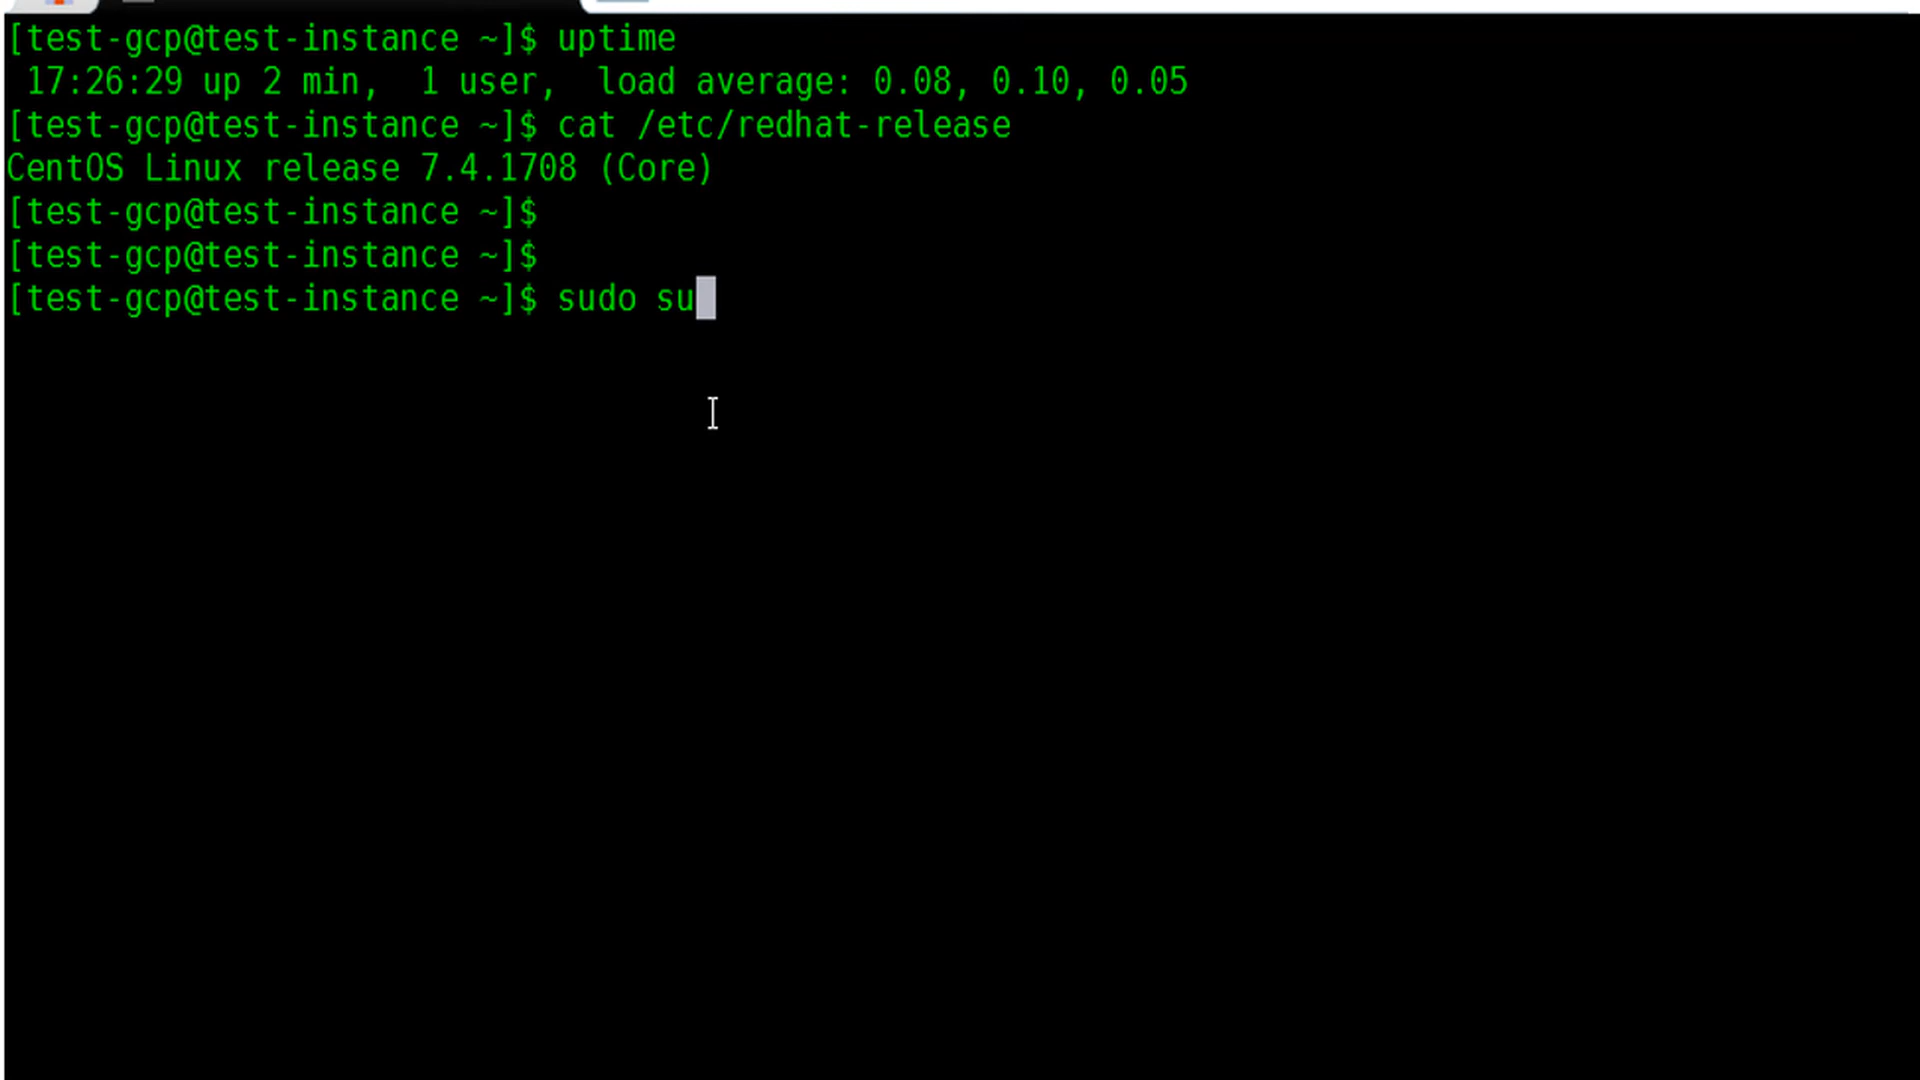 [test-gcp@test-instance ~]$ uptime
 17:26:29 up 2 min,  1 user,  load average: 0.08, 0.10, 0.05
[test-gcp@test-instance ~]$ cat /etc/redhat-release
CentOS Linux release 7.4.1708 (Core)
[test-gcp@test-instance ~]$
[test-gcp@test-instance ~]$
[test-gcp@test-instance ~]$ sudo su